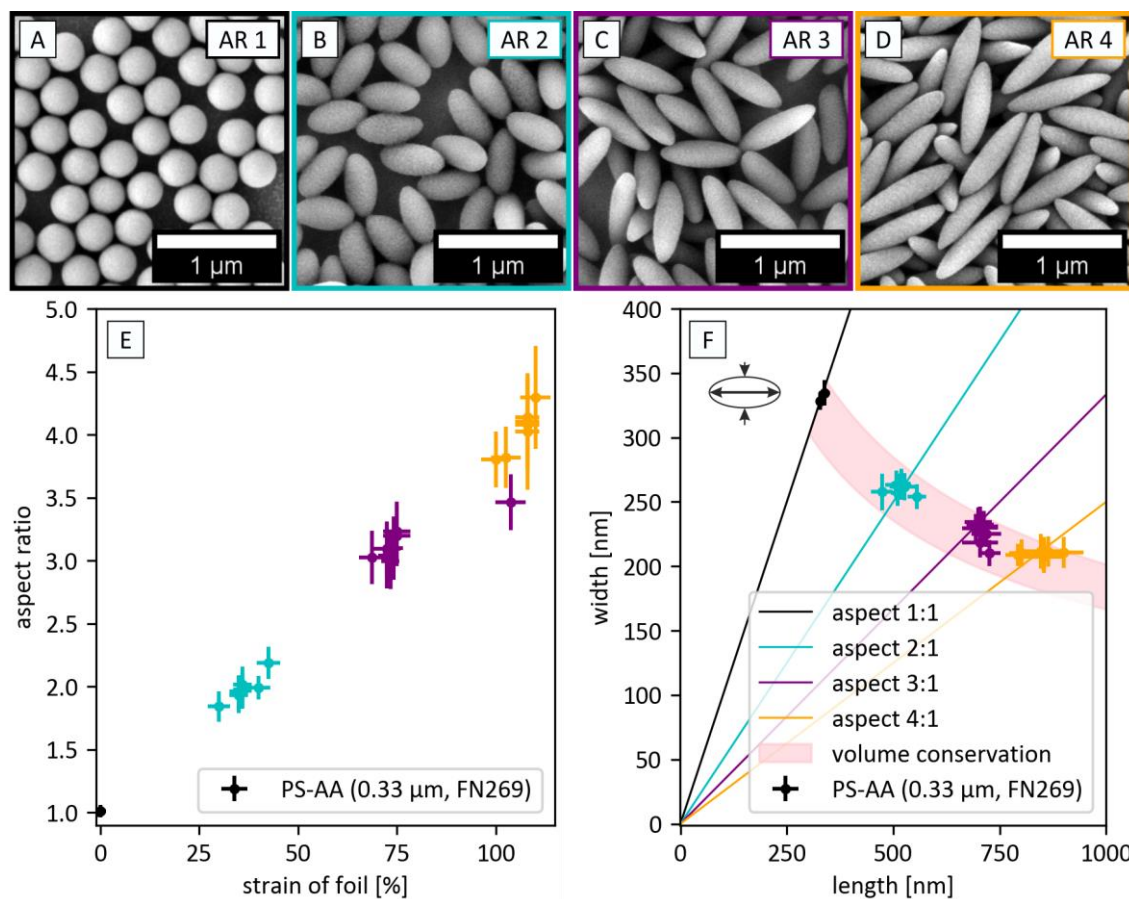 A
AR 1
1 μm
B
AR 2
1 μm
C
AR 3
1 μm
D
AR 4
1 μm
E
5.0
4.5
4.0
3.5
3.0
2.5
2.0
1.5
1.0
aspect ratio
0
25
50
75
100
strain of foil [%]
PS-AA (0.33 μm, FN269)
F
400
350
300
250
200
150
100
50
0
width [nm]
0
250
500
750
1000
length [nm]
aspect 1:1
aspect 2:1
aspect 3:1
aspect 4:1
volume conservation
PS-AA (0.33 μm, FN269)